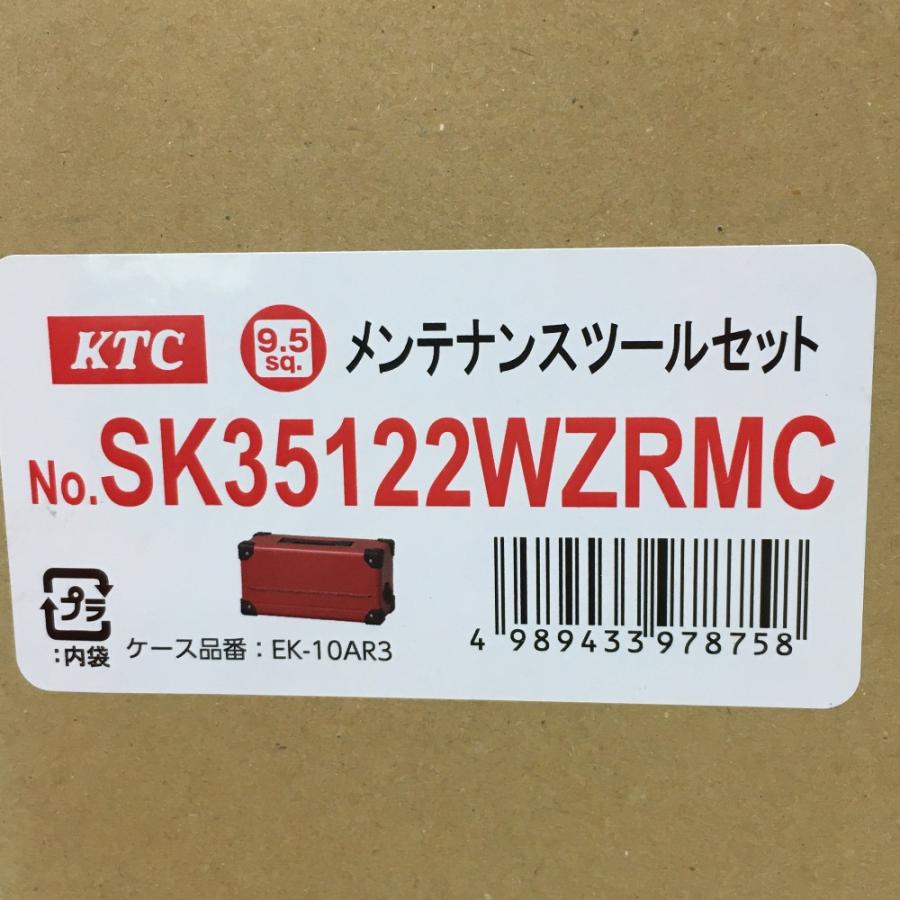 KTC 9.5 sq. メンテナンスツールセット
No.SK35122WZRMC
プラ
:内袋
ケース品番：EK-10AR3
4 989433 978758